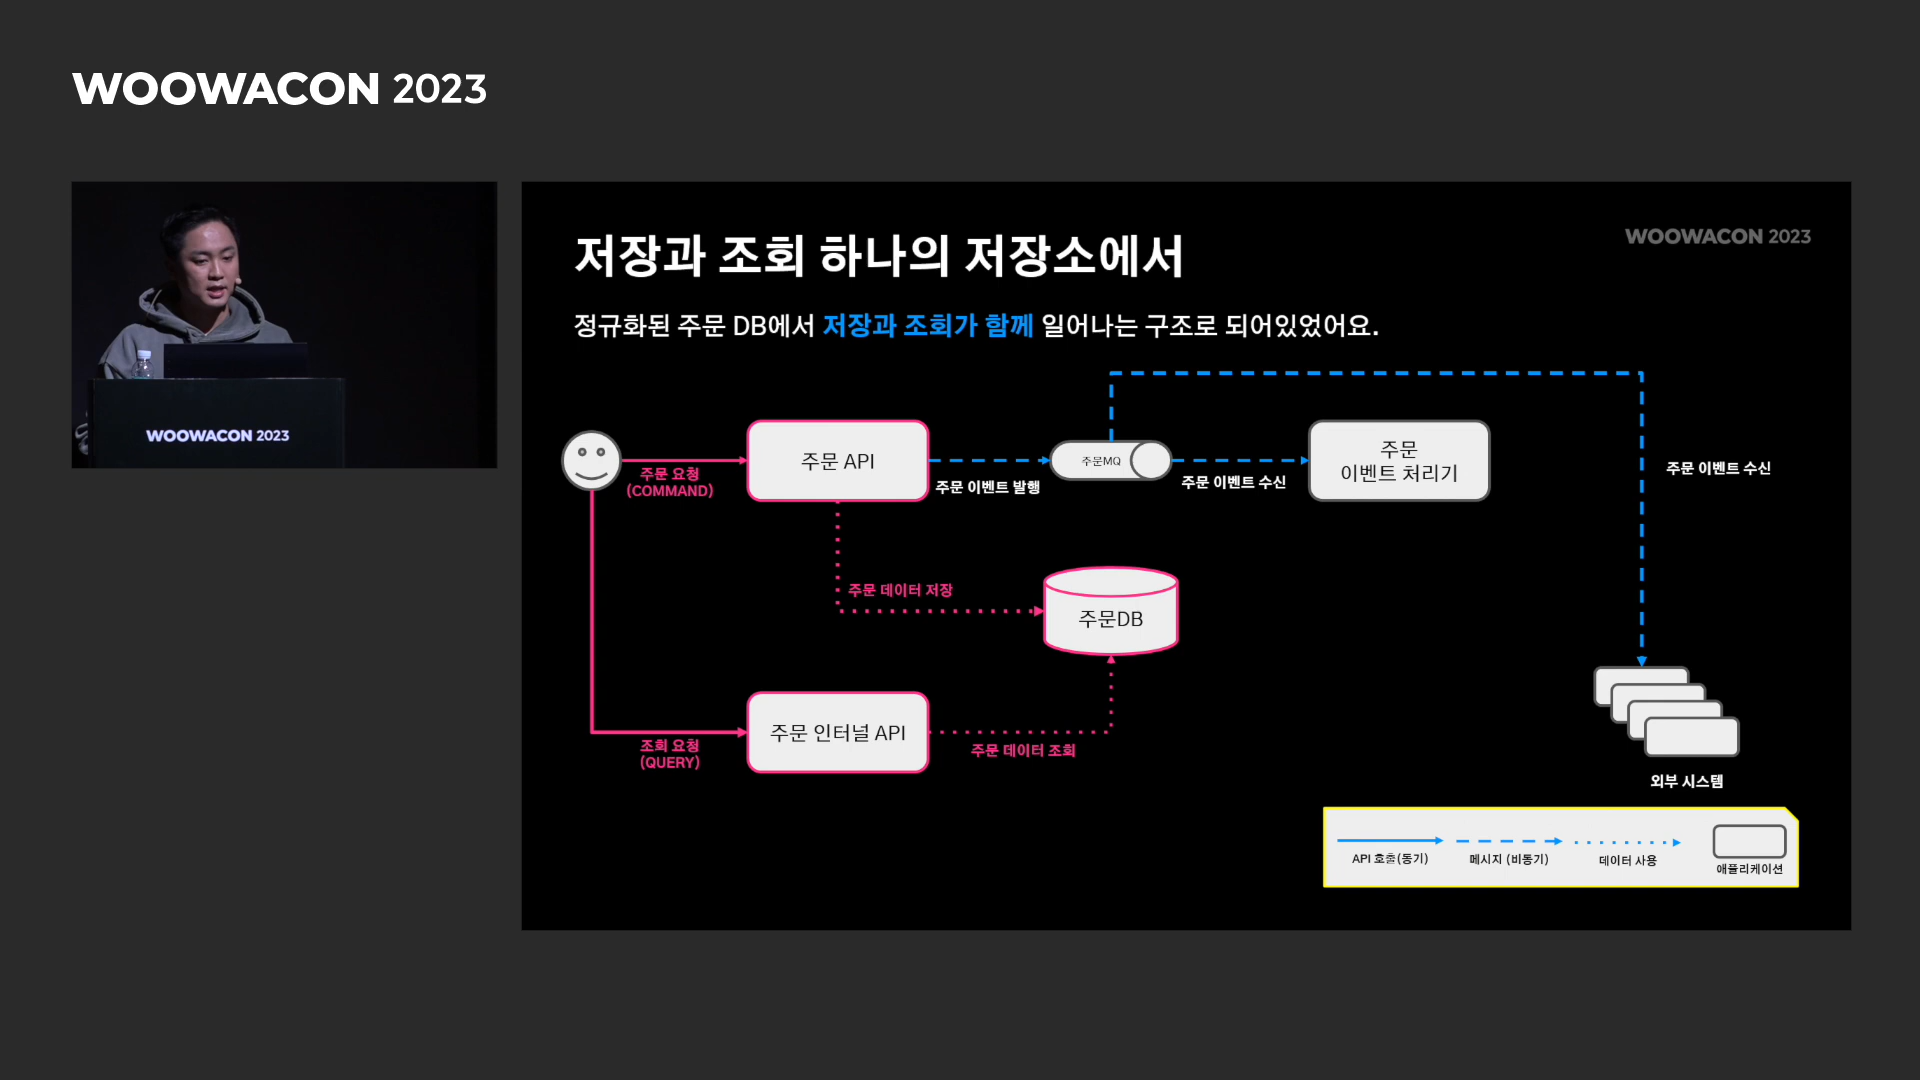 WOOWACON 2023
WOOWACON 2023
저장과 조회 하나의 저장소에서
WOOWACON 2023
정규화된 주문 DB에서 저장과 조회가 함께 일어나는 구조로 되어있었어요.
주문 요청
(COMMAND)
주문 API
주문 이벤트 발행
주문MQ
주문 이벤트 수신
주문
이벤트 처리기
주문 이벤트 수신
주문 데이터 저장
주문DB
조회 요청
(QUERY)
주문 인터널 API
주문 데이터 조회
외부 시스템
API 호출(동기)
메시지 (비동기)
데이터 사용
애플리케이션